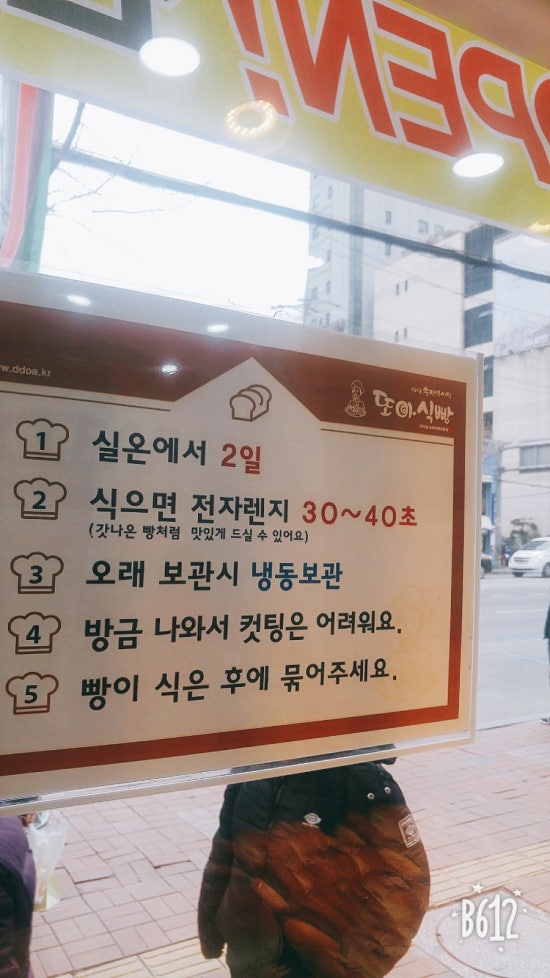 OPEN!
www.ddoa.kr
또아식빵
1 실온에서 2일
2 식으면 전자렌지 30~40초
(갓나온 빵처럼 맛있게 드실 수 있어요)
3 오래 보관시 냉동보관
4 방금 나와서 컷팅은 어려워요.
5 빵이 식은 후에 묶어주세요.
B612